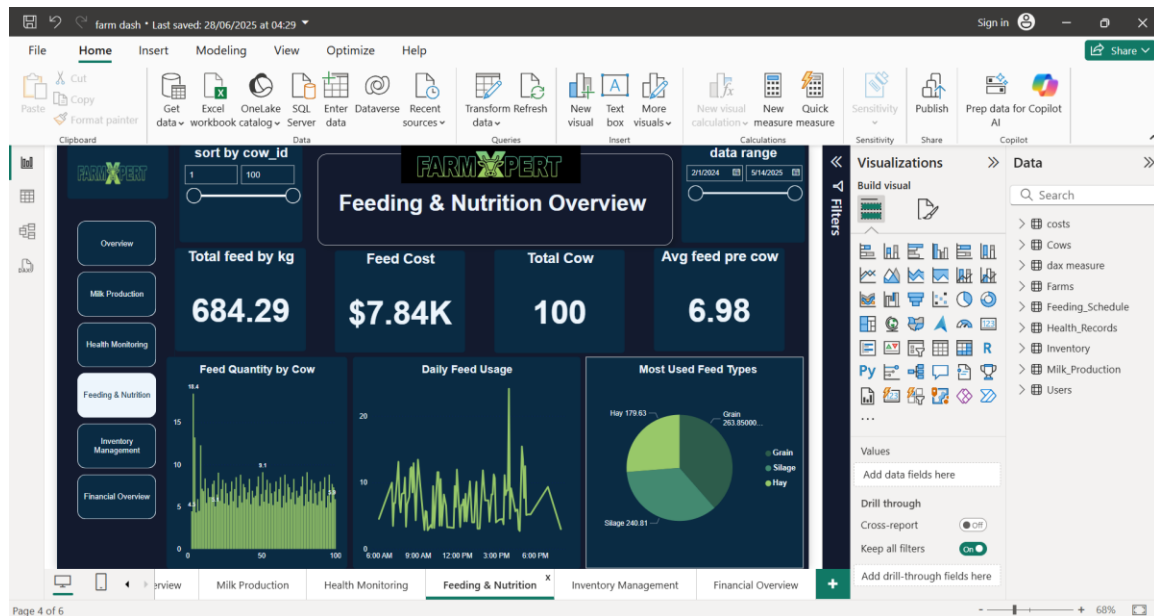 farm dash * Last saved: 28/06/2025 at 04:29
Sign in
File Home Insert Modeling View Optimize Help
Share
Paste
Cut
Copy
Format painter
Clipboard
Get data
Excel workbook
OneLake catalog
SQL Server
Enter data
Dataverse
Recent sources
Data
Transform data
Refresh
Queries
New visual
Text box
More visuals
Insert
New visual calculation
New measure
Quick measure
Calculations
Sensitivity
Sensitivity
Publish
Share
Prep data for AI
Copilot
Copilot
FARMXPERT
sort by cow_id
1 100
FARMXPERT
Feeding & Nutrition Overview
data range
2/1/2024 5/14/2025
Overview
Milk Production
Health Monitoring
Feeding & Nutrition
Inventory
Management
Financial Overview
Total feed by kg
684.29
Feed Cost
$7.84K
Total Cow
100
Avg feed pre cow
6.98
Feed Quantity by Cow
18.4
15
10
9.1
5
0
0 50 100
Daily Feed Usage
20
10
0
6:00 AM 9:00 AM 12:00 PM 3:00 PM 6:00 PM
Most Used Feed Types
Hay 179.63
Grain
263.85000...
Silage 240.81
Grain
Silage
Hay
Filters
Visualizations
Build visual
123
R
Py
...
Values
Add data fields here
Drill through
Cross-report
Off
Keep all filters
On
Add drill-through fields here
Data
Search
costs
Cows
dax measure
Farms
Feeding_Schedule
Health_Records
Inventory
Milk_Production
Users
erview
Milk Production
Health Monitoring
Feeding & Nutrition x
Inventory Management
Financial Overview
+
Page 4 of 6
- + 68%